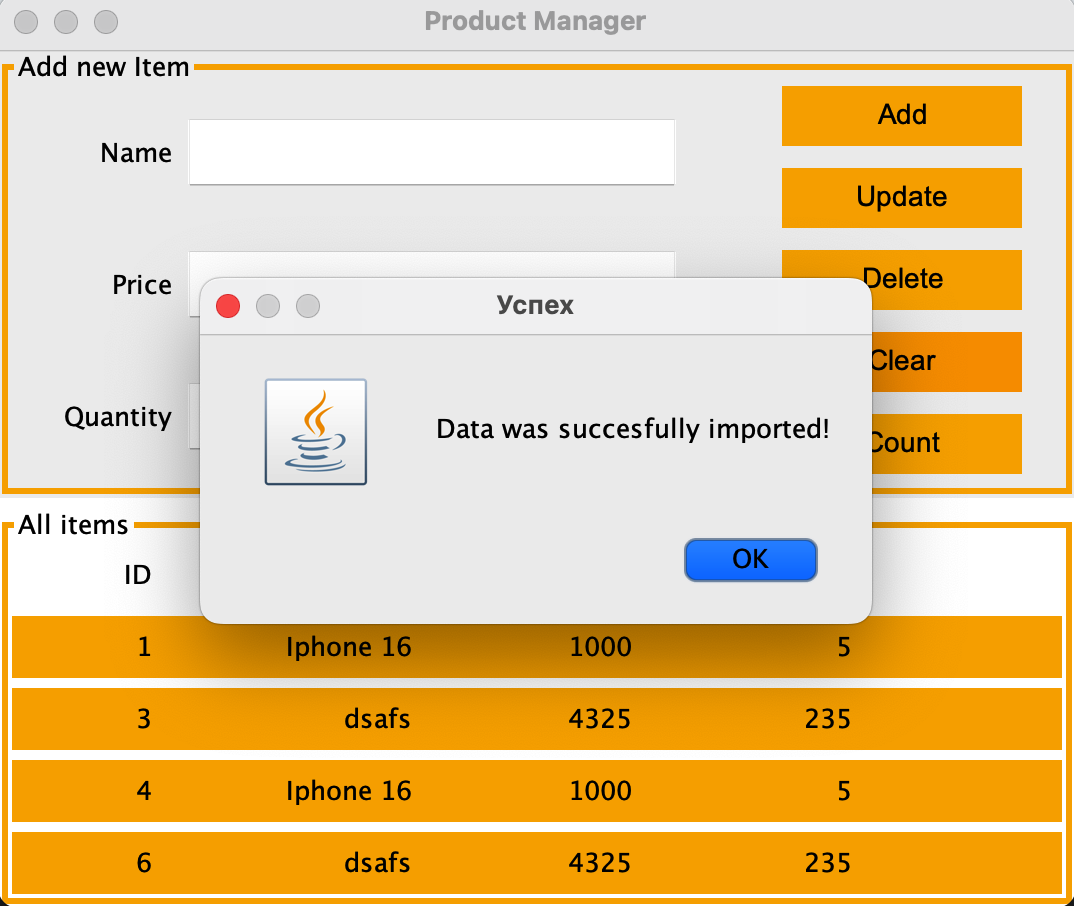 Product Manager
Add new Item
Name
Add
Update
Price
Delete
Успех
Clear
Quantity
Data was succesfully imported!
Count
OK
All items
ID
1 Iphone 16 1000 5
3 dsafs 4325 235
4 Iphone 16 1000 5
6 dsafs 4325 235